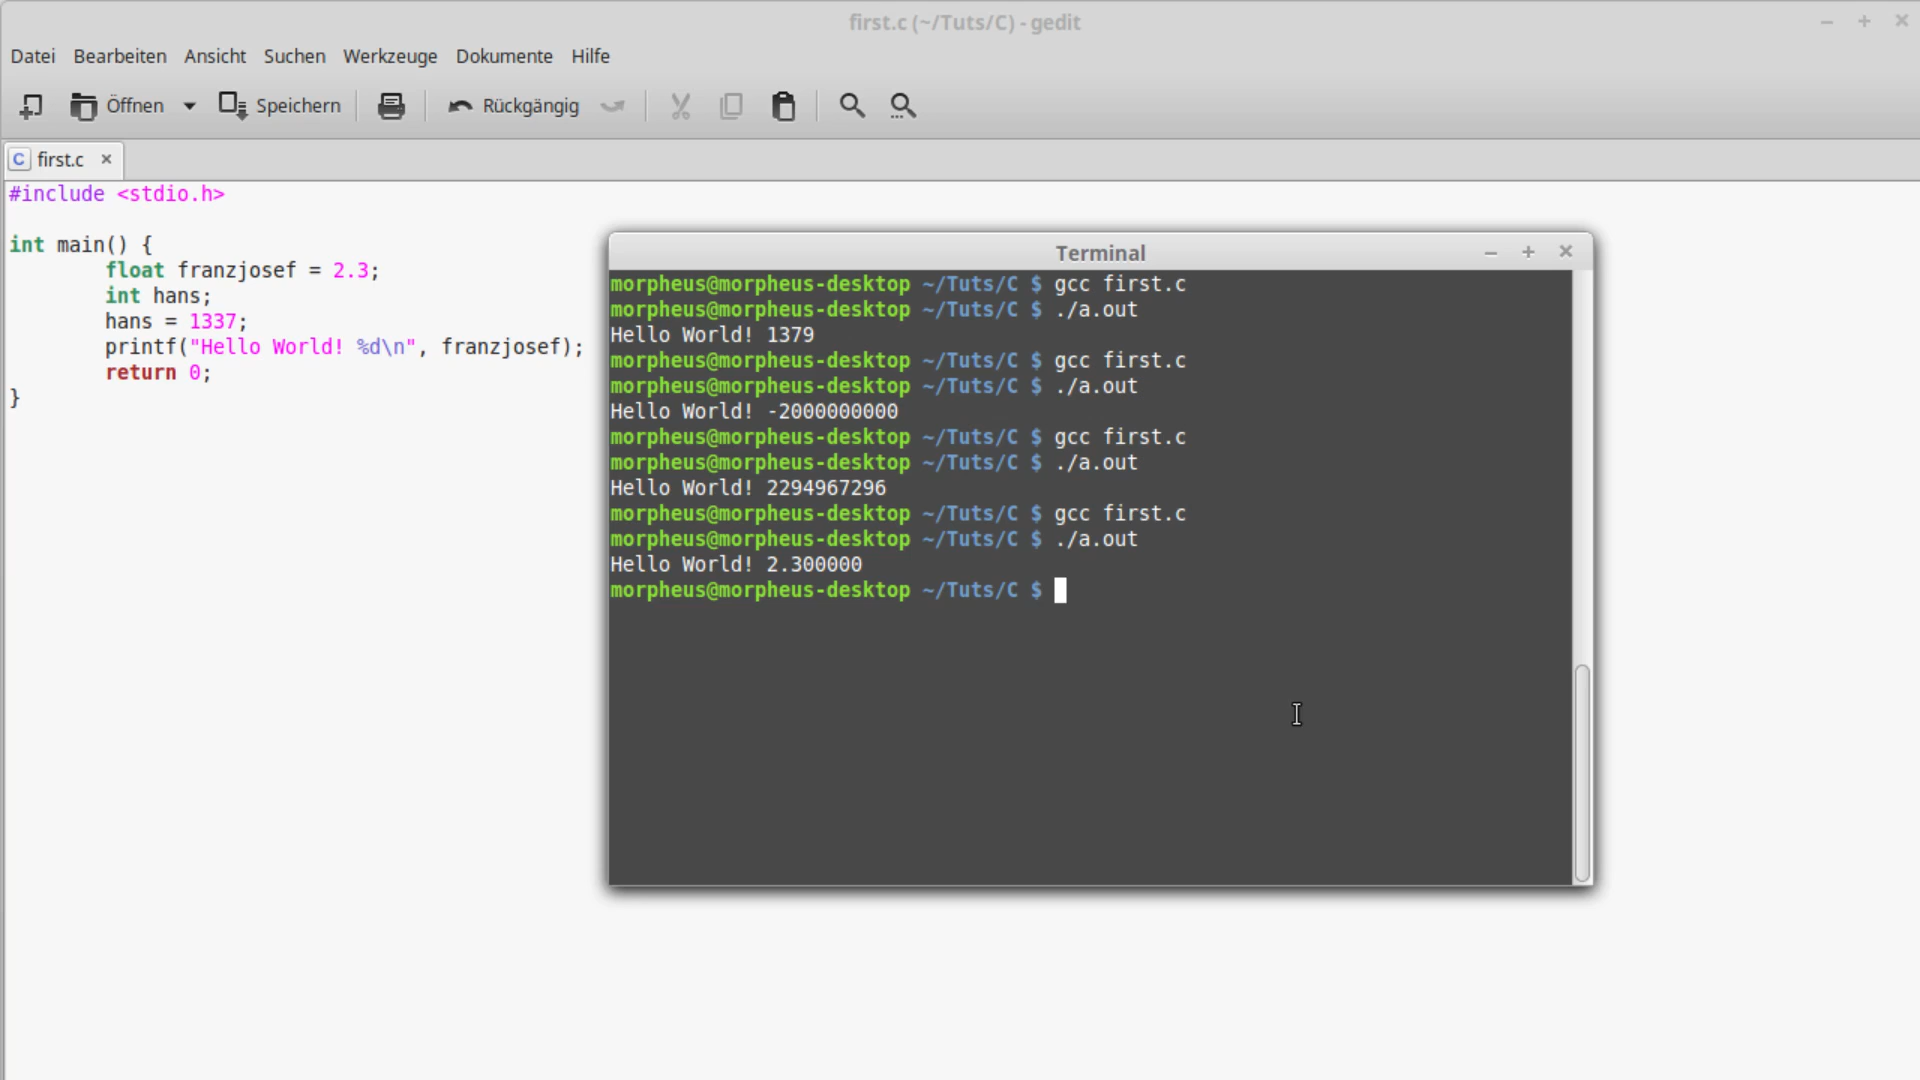 first.c (~/Tuts/C) - gedit
Datei Bearbeiten Ansicht Suchen Werkzeuge Dokumente Hilfe
Öffnen Speichern Rückgängig
C first.c
#include <stdio.h>
int main() {
float franzjosef = 2.3;
int hans;
hans = 1337;
printf("Hello World! %d\n", franzjosef);
return 0;
}
Terminal
morpheus@morpheus-desktop ~/Tuts/C $ gcc first.c
morpheus@morpheus-desktop ~/Tuts/C $ ./a.out
Hello World! 1379
morpheus@morpheus-desktop ~/Tuts/C $ gcc first.c
morpheus@morpheus-desktop ~/Tuts/C $ ./a.out
Hello World! -2000000000
morpheus@morpheus-desktop ~/Tuts/C $ gcc first.c
morpheus@morpheus-desktop ~/Tuts/C $ ./a.out
Hello World! 2294967296
morpheus@morpheus-desktop ~/Tuts/C $ gcc first.c
morpheus@morpheus-desktop ~/Tuts/C $ ./a.out
Hello World! 2.300000
morpheus@morpheus-desktop ~/Tuts/C $